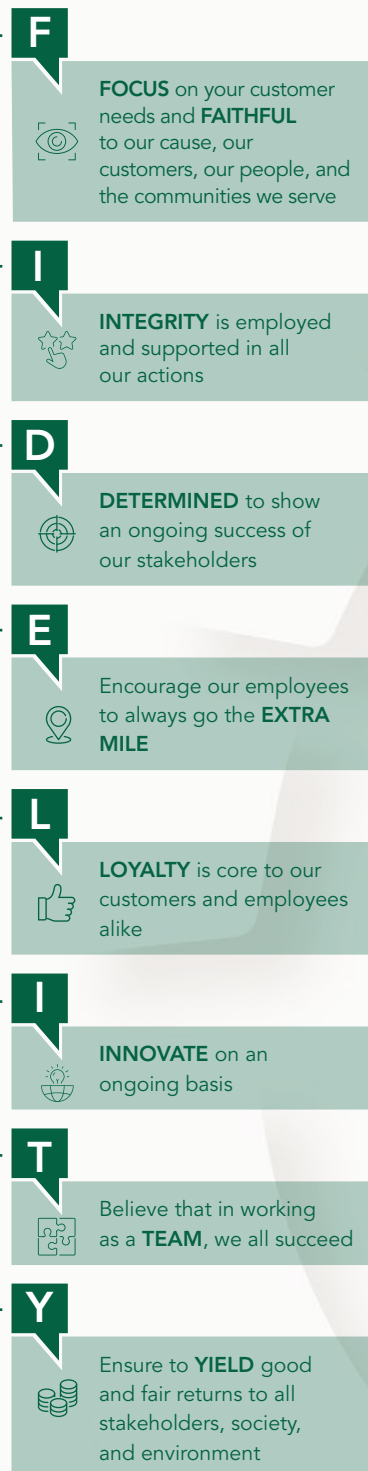 F
FOCUS on your customer
needs and FAITHFUL
to our cause, our
customers, our people, and
the communities we serve
I
INTEGRITY is employed
and supported in all
our actions
D
DETERMINED to show
an ongoing success of
our stakeholders
E
Encourage our employees
to always go the EXTRA
MILE
L
LOYALTY is core to our
customers and employees
alike
I
INNOVATE on an
ongoing basis
T
Believe that in working
as a TEAM, we all succeed
Y
Ensure to YIELD good
and fair returns to all
stakeholders, society,
and environment